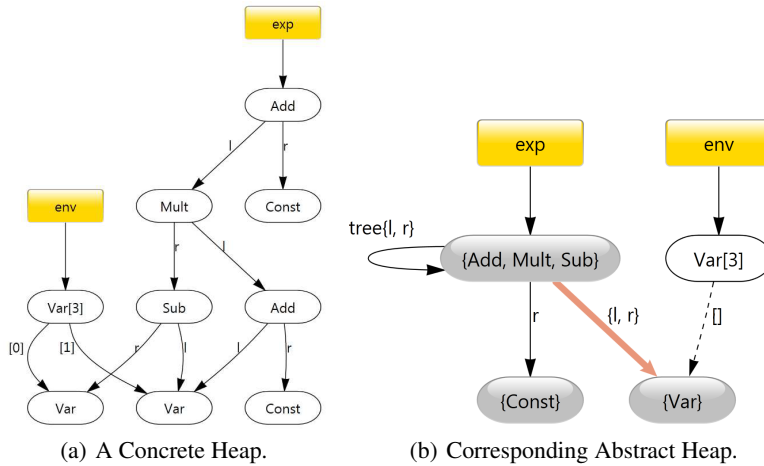 exp
Add
l
r
env
Mult
Const
r
l
Var[3]
Sub
Add
[0]
[1]
r
l
l
r
Var
Var
Const
(a) A Concrete Heap.
exp
env
tree{l, r}
{Add, Mult, Sub}
Var[3]
r
{l, r}
[]
{Const}
{Var}
(b) Corresponding Abstract Heap.